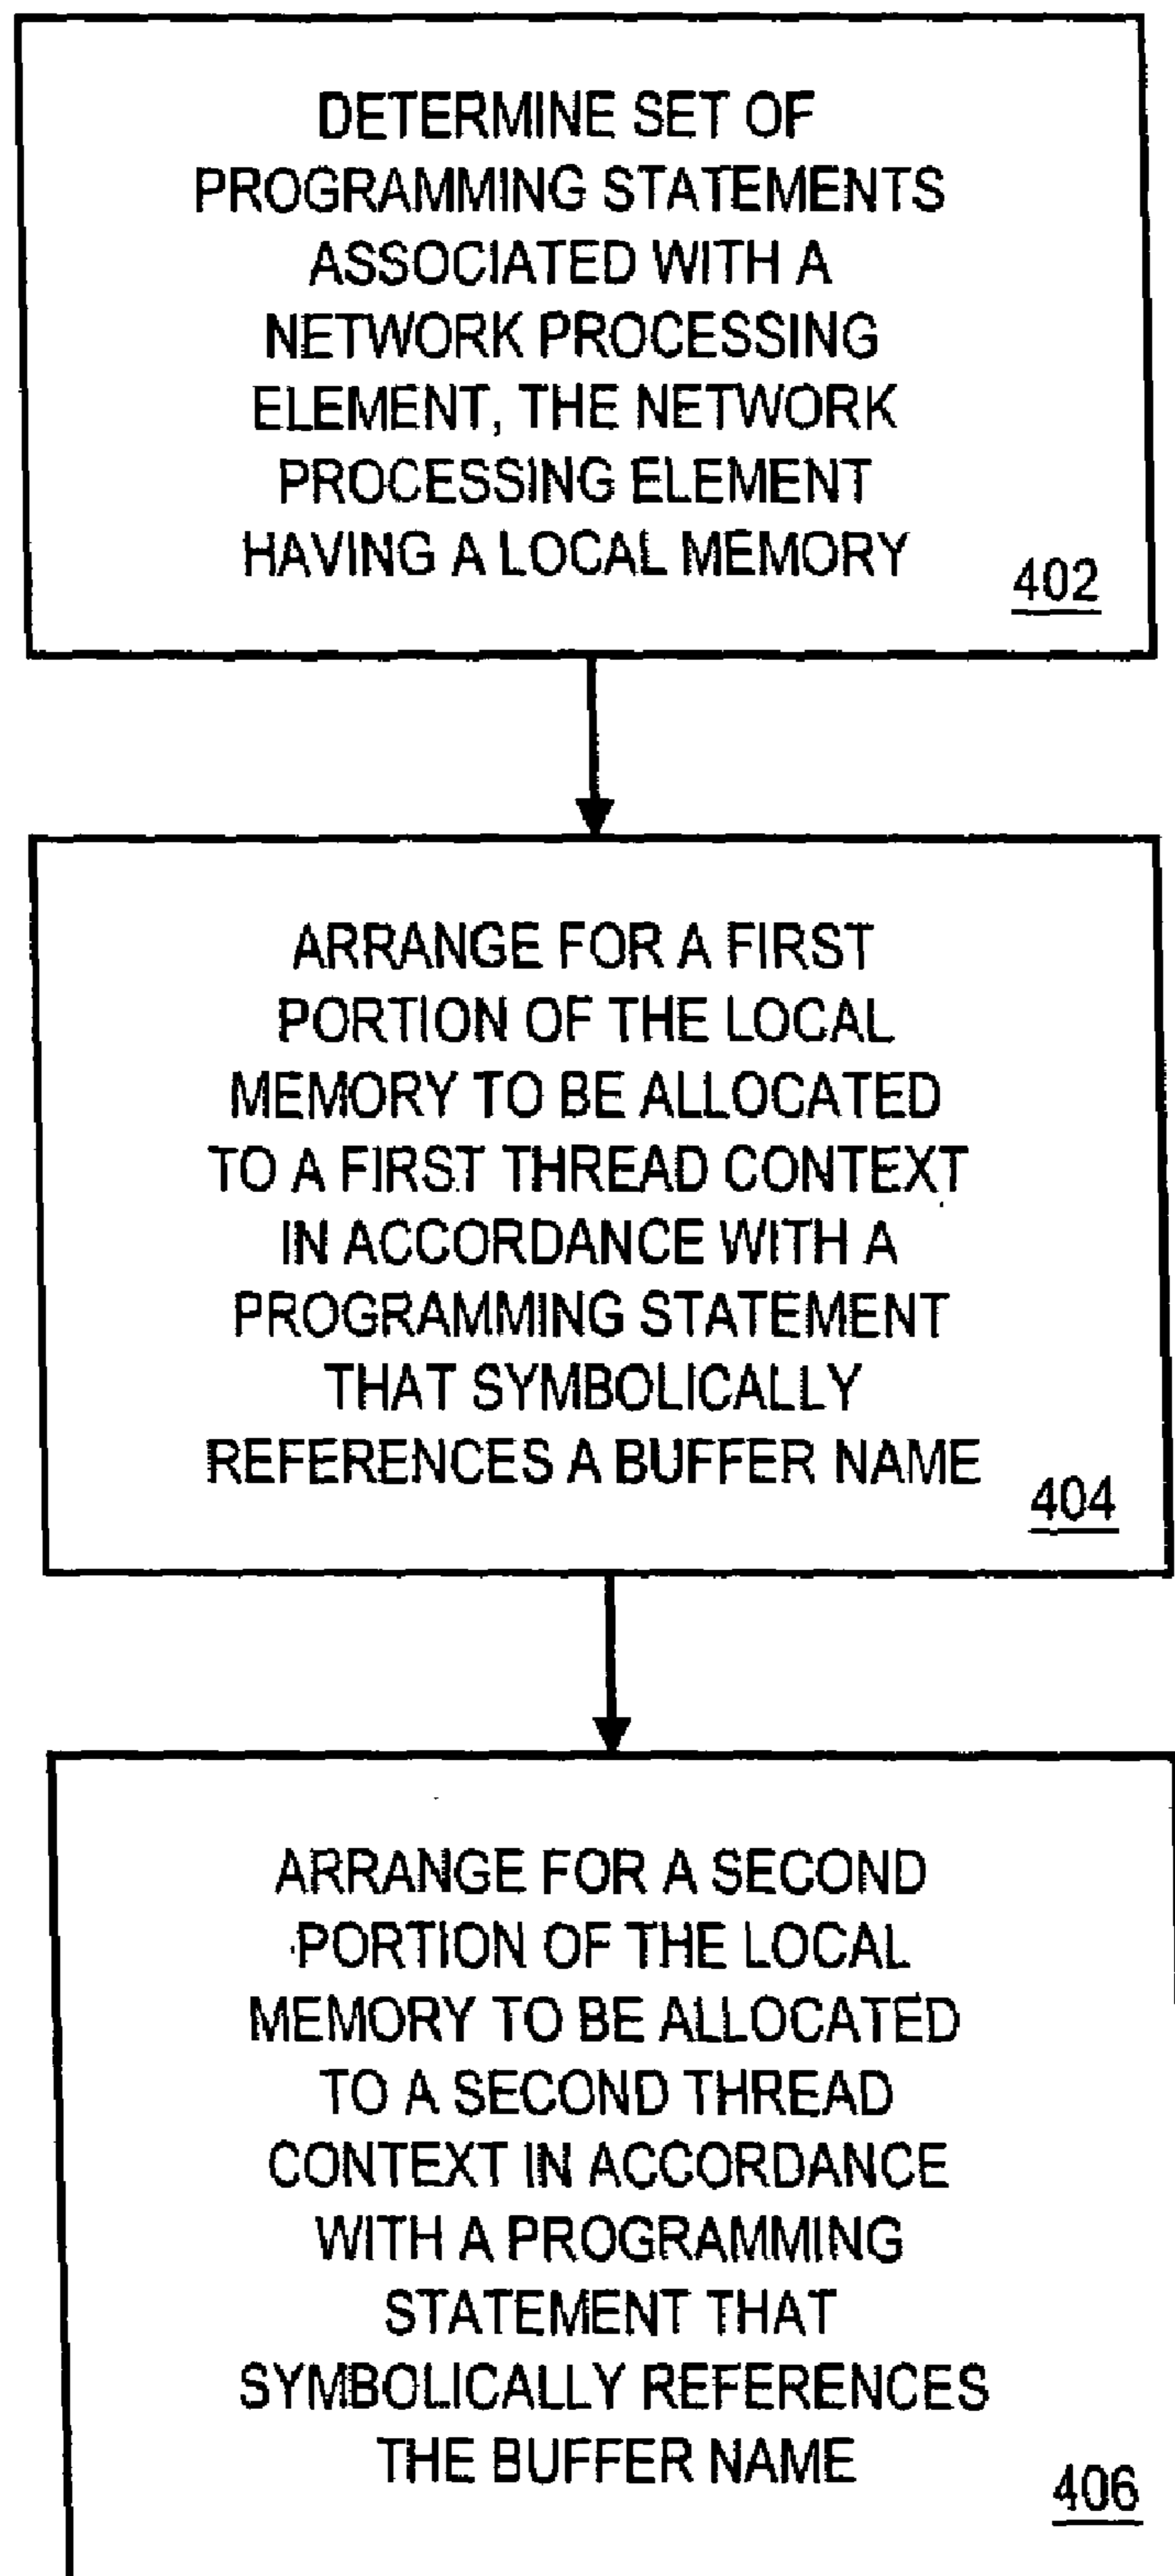 DETERMINE SET OF
PROGRAMMING STATEMENTS
ASSOCIATED WITH A
NETWORK PROCESSING
ELEMENT, THE NETWORK
PROCESSING ELEMENT
HAVING A LOCAL MEMORY
402
ARRANGE FOR A FIRST
PORTION OF THE LOCAL
MEMORY TO BE ALLOCATED
TO A FIRST THREAD CONTEXT
IN ACCORDANCE WITH A
PROGRAMMING STATEMENT
THAT SYMBOLICALLY
REFERENCES A BUFFER NAME
404
ARRANGE FOR A SECOND
PORTION OF THE LOCAL
MEMORY TO BE ALLOCATED
TO A SECOND THREAD
CONTEXT IN ACCORDANCE
WITH A PROGRAMMING
STATEMENT THAT
SYMBOLICALLY REFERENCES
THE BUFFER NAME
406